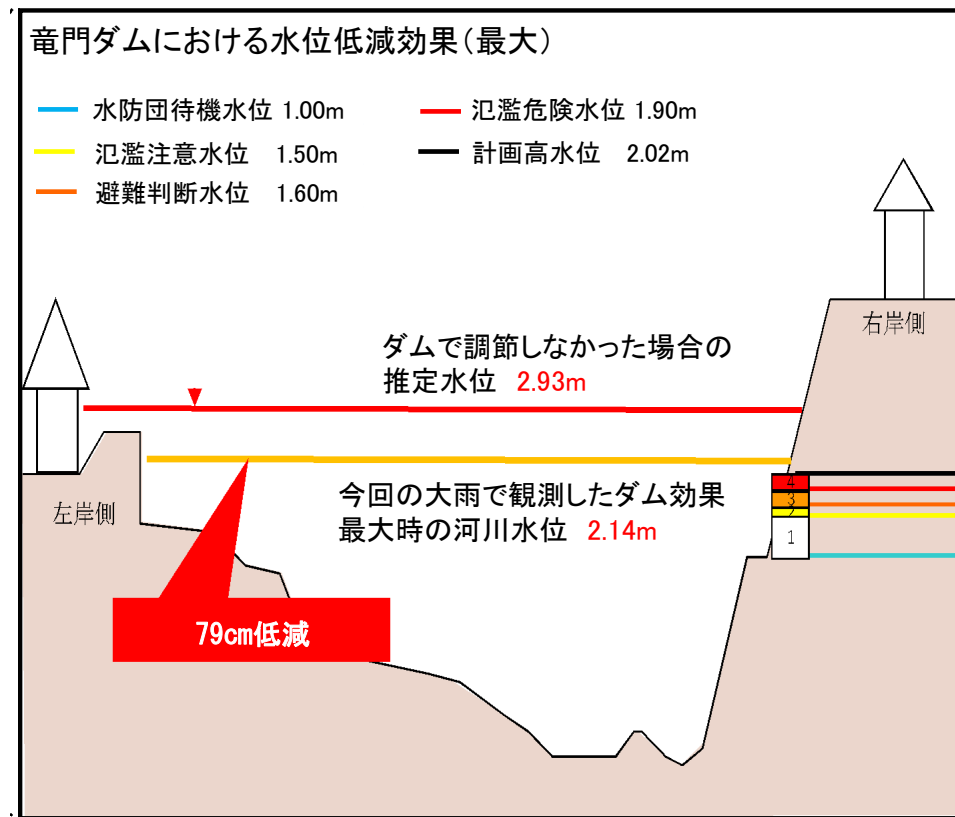 竜門ダムにおける水位低減効果(最大)
水防団待機水位 1.00m
氾濫注意水位 1.50m
避難判断水位 1.60m
氾濫危険水位 1.90m
計画高水位 2.02m
右岸側
ダムで調節しなかった場合の
推定水位 2.93m
4
3
2
1
今回の大雨で観測したダム効果
最大時の河川水位 2.14m
左岸側
79cm低減